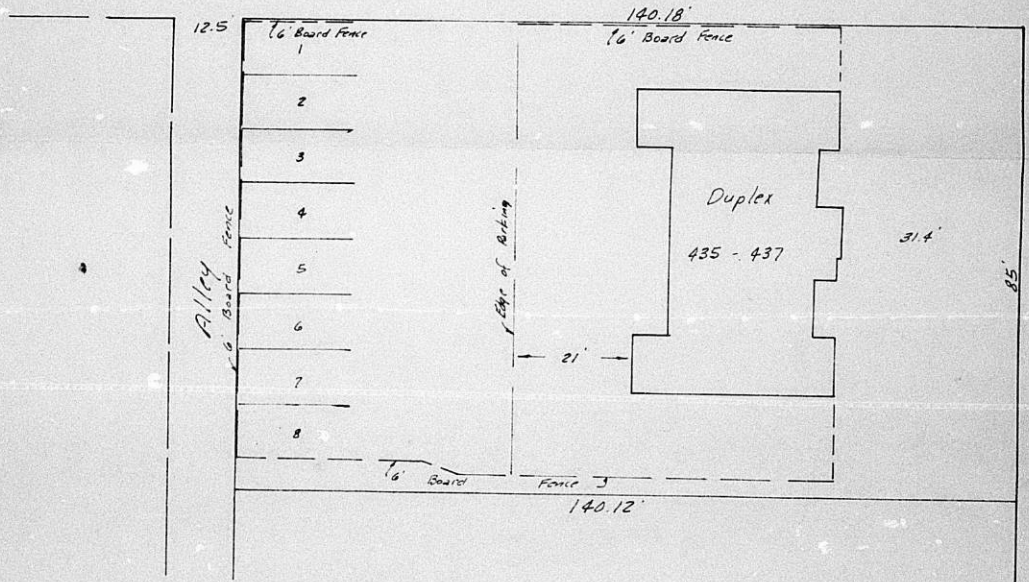 140.18'
12.5'
6' Board Fence
6' Board Fence
1
2
3
4
5
6
7
8
Alley
6' Board Fence
Edge of Parking
Duplex
435 - 437
31.4'
85'
21'
6' Board Fence
140.12'